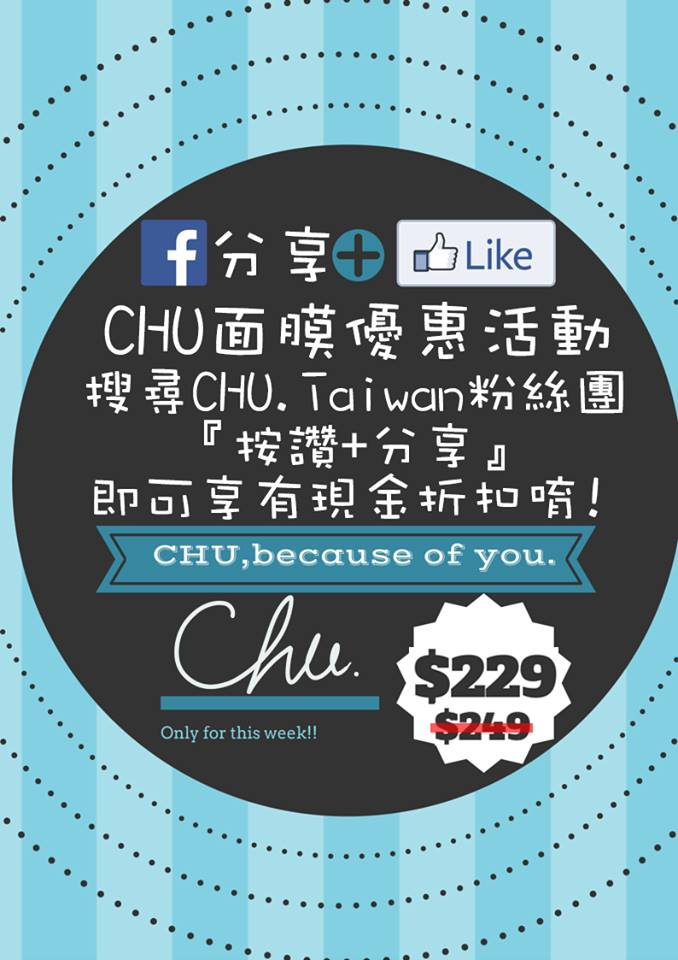 f 分享+ Like
CHU面膜優惠活動
搜尋CHU.Taiwan粉絲團
『按讚+分享』
即可享有現金折扣唷!
CHU,because of you.
Chu.
$229
$249
Only for this week!!